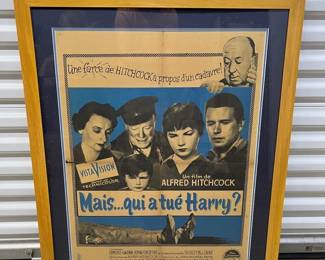 Une farce de HITCHCOCK à propos d'un cadavre!
VISTAVISION
TECHNICOLOR
Un film de
ALFRED HITCHCOCK
Mais...qui a tué Harry?